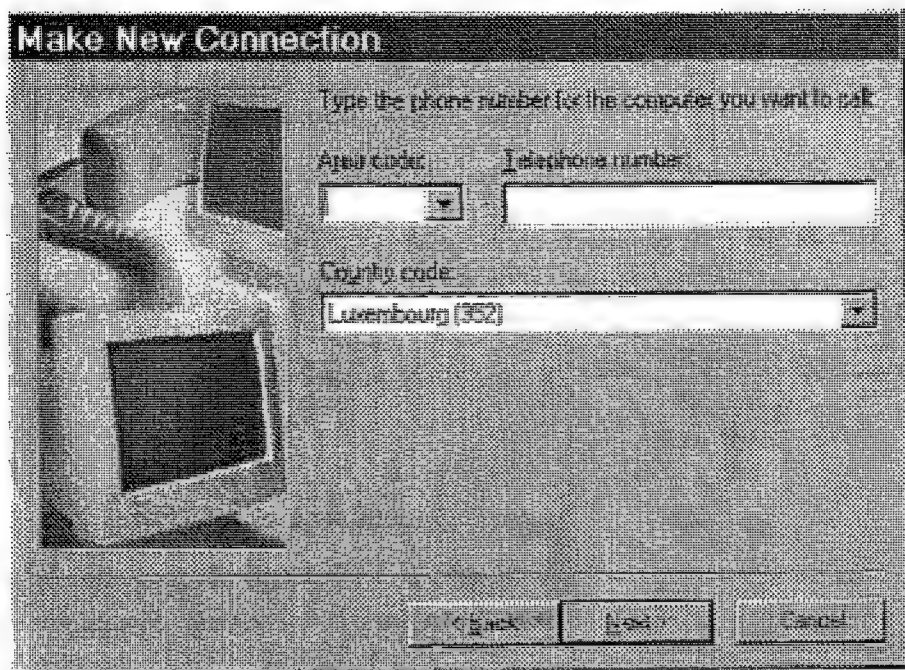 Make New Connection
Type the phone number for the computer you want to call:
Area code:
Telephone number:
Country code:
Luxembourg (352)
< Back
Next >
Cancel